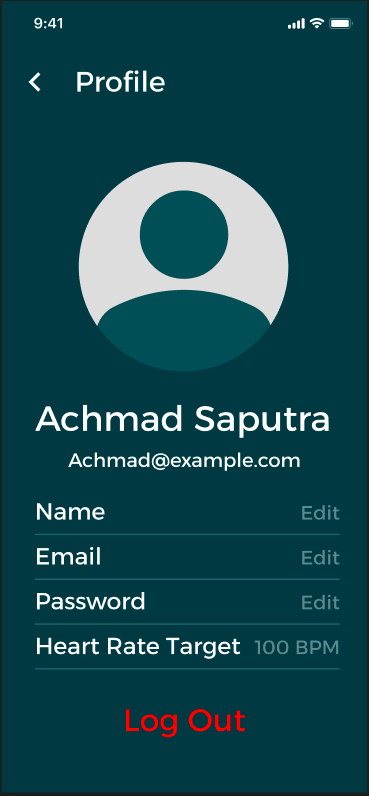 9:41
Profile
Achmad Saputra
Achmad@example.com
Name Edit
Email Edit
Password Edit
Heart Rate Target 100 BPM
Log Out